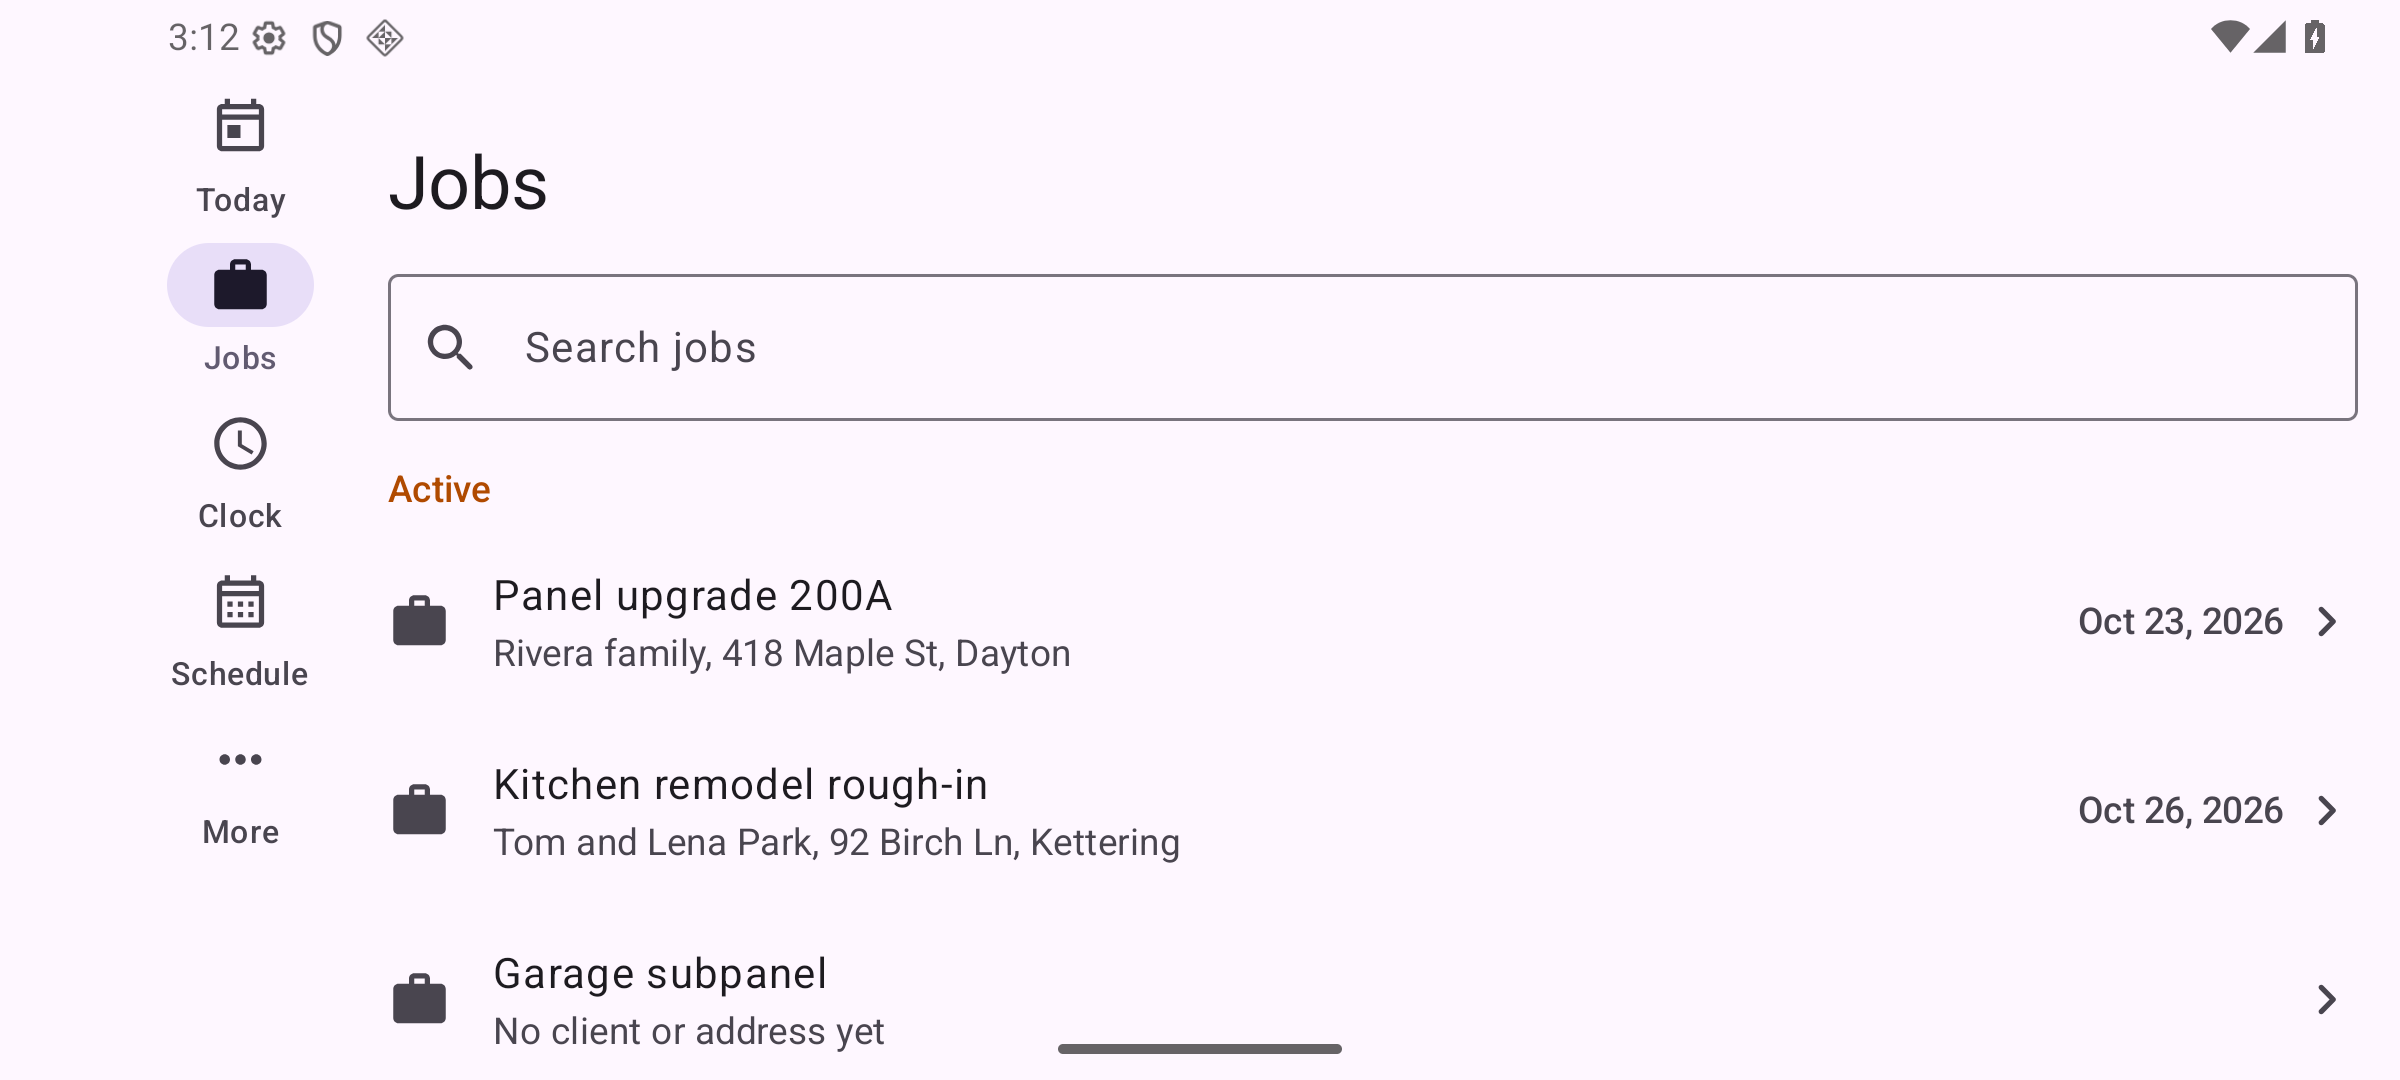 3:12
Today
Jobs
Clock
Schedule
More
Jobs
Search jobs
Active
Panel upgrade 200A
Rivera family, 418 Maple St, Dayton
Oct 23, 2026
Kitchen remodel rough-in
Tom and Lena Park, 92 Birch Ln, Kettering
Oct 26, 2026
Garage subpanel
No client or address yet